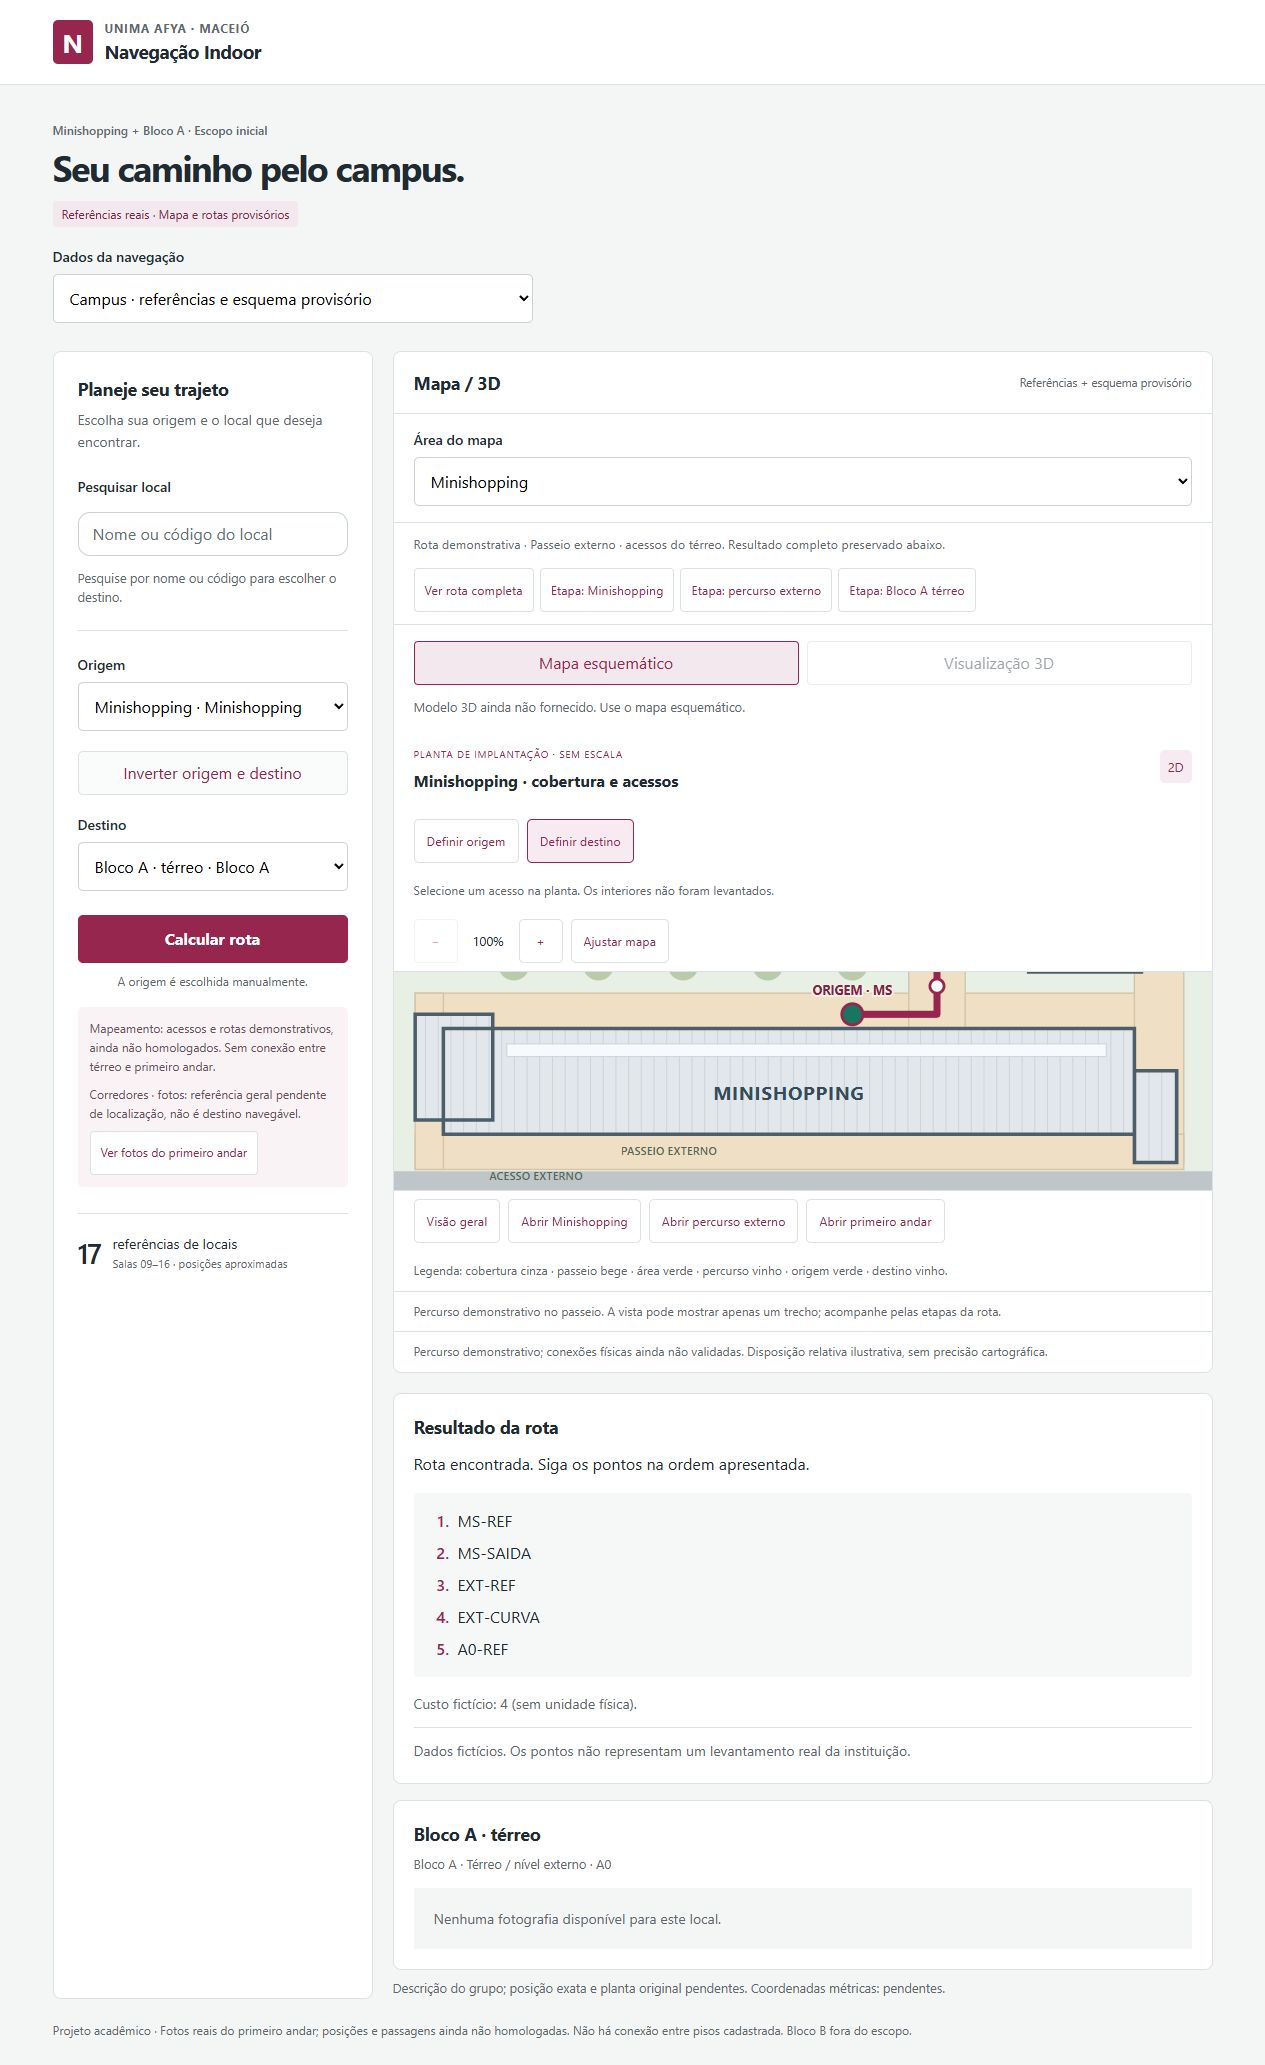 N
UNIMA AFYA · MACEIÓ
Navegação Indoor
Minishopping + Bloco A · Escopo inicial
Seu caminho pelo campus.
Referências reais · Mapa e rotas provisórios
Dados da navegação
Campus · referências e esquema provisório
Planeje seu trajeto
Escolha sua origem e o local que deseja
encontrar.
Pesquisar local
Nome ou código do local
Pesquise por nome ou código para escolher o
destino.
Origem
Minishopping · Minishopping
Inverter origem e destino
Destino
Bloco A · térreo · Bloco A
Calcular rota
A origem é escolhida manualmente.
Mapeamento: acessos e rotas demonstrativos,
ainda não homologados. Sem conexão entre
térreo e primeiro andar.
Corredores · fotos: referência geral pendente
de localização, não é destino navegável.
Ver fotos do primeiro andar
17
referências de locais
Salas 09–16 · posições aproximadas
Mapa / 3D
Referências + esquema provisório
Área do mapa
Minishopping
Rota demonstrativa · Passeio externo · acessos do térreo. Resultado completo preservado abaixo.
Ver rota completa
Etapa: Minishopping
Etapa: percurso externo
Etapa: Bloco A térreo
Mapa esquemático
Visualização 3D
Modelo 3D ainda não fornecido. Use o mapa esquemático.
PLANTA DE IMPLANTAÇÃO · SEM ESCALA
Minishopping · cobertura e acessos
2D
Definir origem
Definir destino
Selecione um acesso na planta. Os interiores não foram levantados.
−
100%
+
Ajustar mapa
ORIGEM · MS
MINISHOPPING
PASSEIO EXTERNO
ACESSO EXTERNO
Visão geral
Abrir Minishopping
Abrir percurso externo
Abrir primeiro andar
Legenda: cobertura cinza · passeio bege · área verde · percurso vinho · origem verde · destino vinho.
Percurso demonstrativo no passeio. A vista pode mostrar apenas um trecho; acompanhe pelas etapas da rota.
Percurso demonstrativo; conexões físicas ainda não validadas. Disposição relativa ilustrativa, sem precisão cartográfica.
Resultado da rota
Rota encontrada. Siga os pontos na ordem apresentada.
1. MS-REF
2. MS-SAIDA
3. EXT-REF
4. EXT-CURVA
5. A0-REF
Custo fictício: 4 (sem unidade física).
Dados fictícios. Os pontos não representam um levantamento real da instituição.
Bloco A · térreo
Bloco A · Térreo / nível externo · A0
Nenhuma fotografia disponível para este local.
Descrição do grupo; posição exata e planta original pendentes. Coordenadas métricas: pendentes.
Projeto acadêmico · Fotos reais do primeiro andar; posições e passagens ainda não homologadas. Não há conexão entre pisos cadastrada. Bloco B fora do escopo.